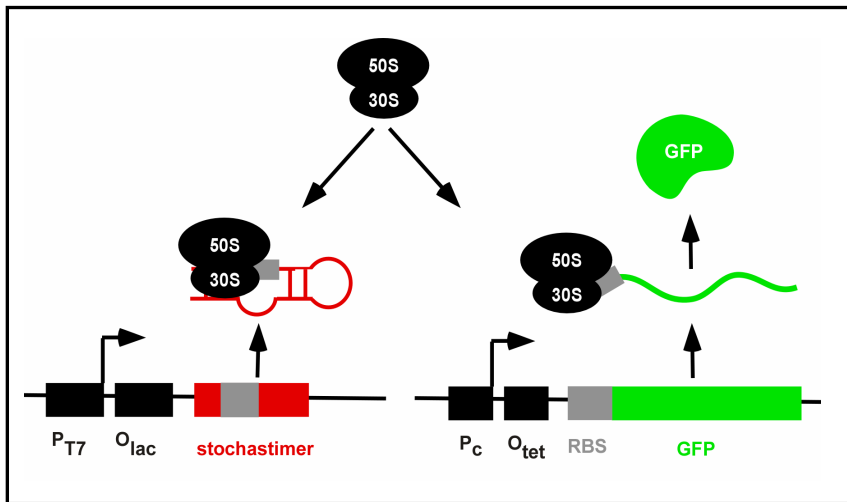 50S
30S
GFP
50S
30S
50S
30S
PT7 Olac stochastimer
Pc Otet RBS GFP